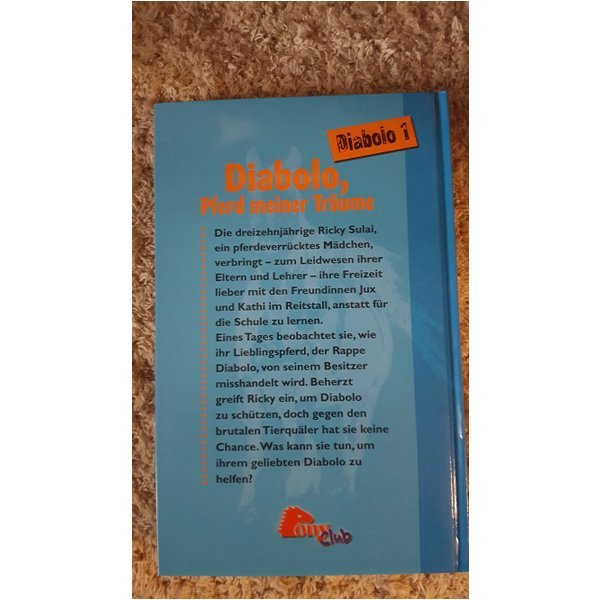 Diabolo 1
Diabolo,
Pferd meiner Träume
Die dreizehnjährige Ricky Sulai,
ein pferdeverrücktes Mädchen,
verbringt – zum Leidwesen ihrer
Eltern und Lehrer – ihre Freizeit
lieber mit den Freundinnen Jux
und Kathi im Reitstall, anstatt für
die Schule zu lernen.
Eines Tages beobachtet sie, wie
ihr Lieblingspferd, der Rappe
Diabolo, von seinem Besitzer
misshandelt wird. Beherzt
greift Ricky ein, um Diabolo
zu schützen, doch gegen den
brutalen Tierquäler hat sie keine
Chance. Was kann sie tun, um
ihrem geliebten Diabolo zu
helfen?
Pony
Club